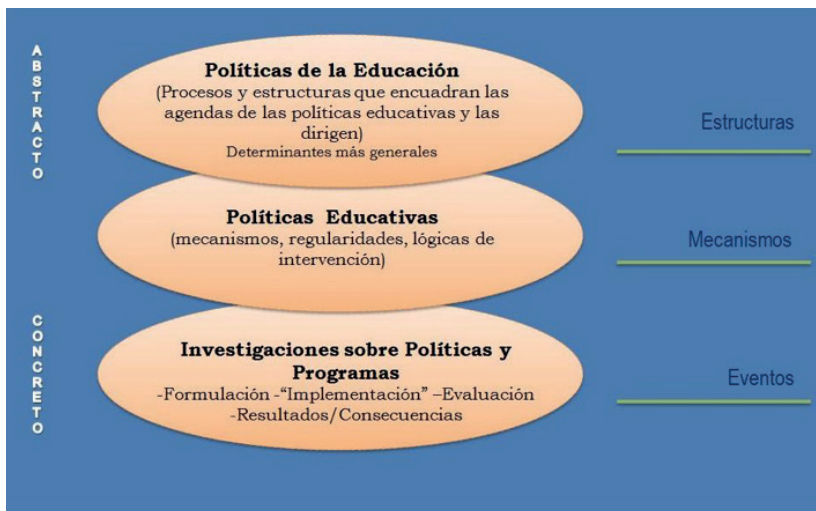 ABSTRACTO
Políticas de la Educación
(Procesos y estructuras que encuadran las
agendas de las políticas educativas y las
dirigen)
Determinantes más generales
Estructuras
Políticas Educativas
(mecanismos, regularidades, lógicas de
intervención)
Mecanismos
CONCRETO
Investigaciones sobre Políticas y
Programas
-Formulación -“Implementación” –Evaluación
-Resultados/Consecuencias
Eventos